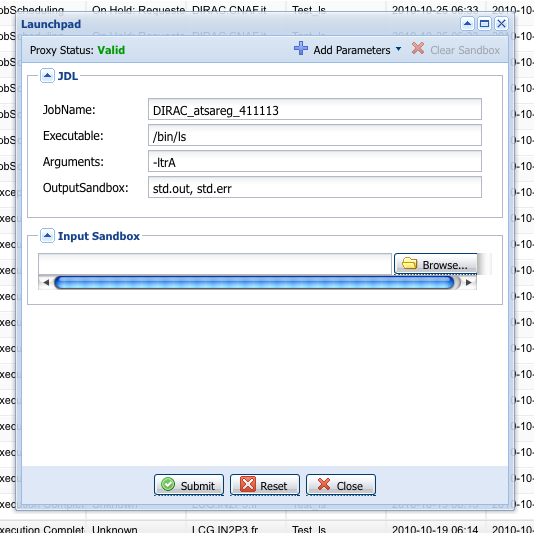 JobScheduling On Hold: Requeste DIRAC.CNAF.it Test_ls 2010-10-25 06:33 2010-10-
Launchpad
Proxy Status: Valid Add Parameters Clear Sandbox
JDL
JobName: DIRAC_atsareg_411113
Executable: /bin/ls
Arguments: -ltrA
OutputSandbox: std.out, std.err
Input Sandbox
Browse...
Submit Reset Close
xecution Complet Unknown LCG.IN2P3.fr Test_ls 2010-10-19 06:14 2010-10-